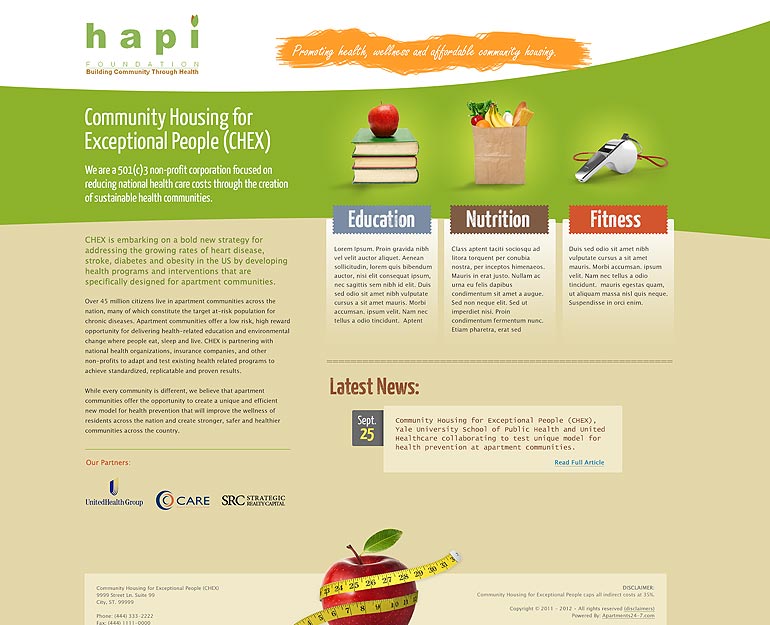 hapi
FOUNDATION
Building Community Through Health
Promoting health, wellness and affordable community housing.
Community Housing for
Exceptional People (CHEX)
We are a 501(c)3 non-profit corporation focused on
reducing national health care costs through the creation
of sustainable health communities.
CHEX is embarking on a bold new strategy for
addressing the growing rates of heart disease,
stroke, diabetes and obesity in the US by developing
health programs and interventions that are
specifically designed for apartment communities.
Over 45 million citizens live in apartment communities across the
nation, many of which constitute the target at-risk population for
chronic diseases. Apartment communities offer a low risk, high reward
opportunity for delivering health-related education and environmental
change where people eat, sleep and live. CHEX is partnering with
national health organizations, insurance companies, and other
non-profits to adapt and test existing health related programs to
achieve standardized, replicatable and proven results.
While every community is different, we believe that apartment
communities offer the opportunity to create a unique and efficient
new model for health prevention that will improve the wellness of
residents across the nation and create stronger, safer and healthier
communities across the country.
Our Partners:
UnitedHealth Group
CARE
SRC STRATEGIC
REALTY CAPITAL
Education
Lorem Ipsum. Proin gravida nibh
vel velit auctor aliquet. Aenean
sollicitudin, lorem quis bibendum
auctor, nisi elit consequat ipsum,
nec sagittis sem nibh id elit. Duis
sed odio sit amet nibh vulputate
cursus a sit amet mauris. Morbi
accumsan. ipsum velit. Nam nec
tellus a odio tincidunt. Aptent
Nutrition
Class aptent taciti sociosqu ad
litora torquent per conubia
nostra, per inceptos himenaeos.
Mauris in erat justo. Nullam ac
urna eu felis dapibus
condimentum sit amet a augue.
Sed non neque elit. Sed ut
imperdiet nisi. Proin
condimentum fermentum nunc.
Etiam pharetra, erat sed
Fitness
Duis sed odio sit amet nibh
vulputate cursus a sit amet
mauris. Morbi accumsan. ipsum
velit. Nam nec tellus a odio
tincidunt. mauris egestas quam,
ut aliquam massa nisl quis neque.
Suspendisse in orci enim.
Latest News:
Sept.
25
Community Housing for Exceptional People (CHEX),
Yale University School of Public Health and United
Healthcare collaborating to test unique model for
health prevention at apartment communities.
Read Full Article
Community Housing for Exceptional People (CHEX)
9999 Street Ln. Suite 99
City, ST. 99999
Phone: (444) 333-2222
Fax: (444) 1111-0000
23 24 25 26 27 28 29 30 31
DISCLAIMER:
Community Housing for Exceptional People caps all indirect costs at 35%.
Copyright © 2011 - 2012 - All rights reserved (disclaimers)
Powered By: Apartments24-7.com